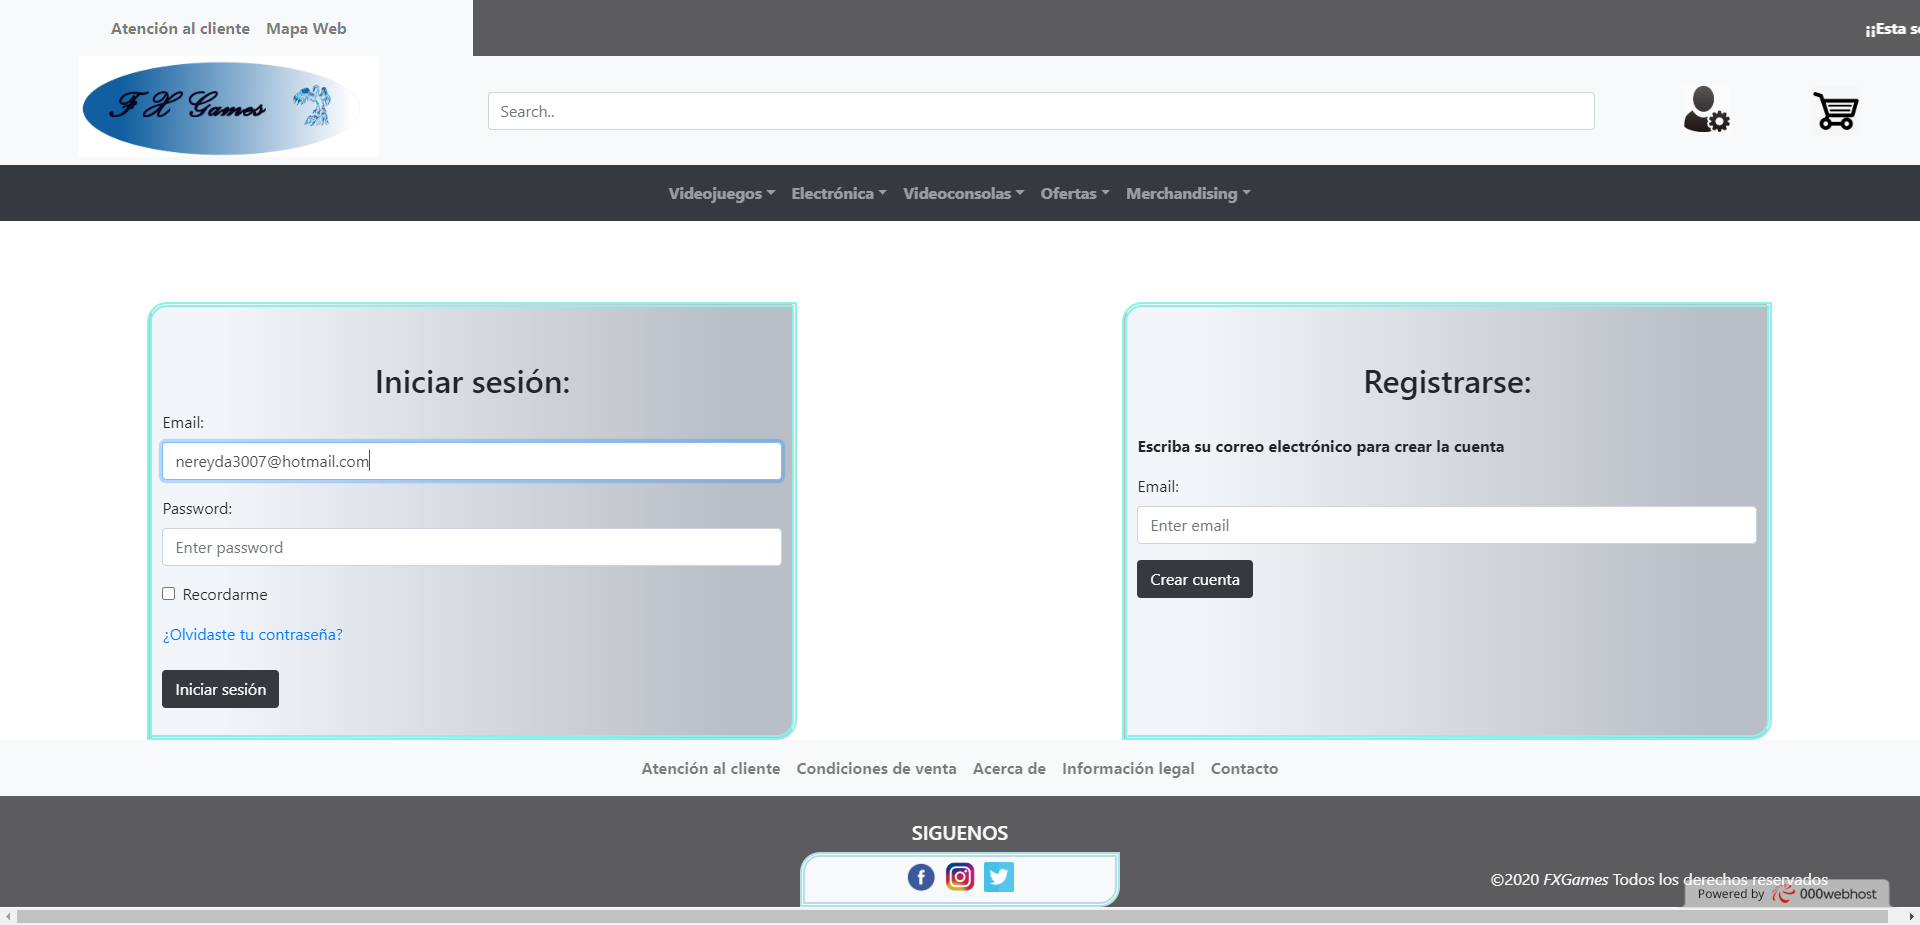 Atención al cliente Mapa Web
¡¡Esta
FX Games
Search..
Videojuegos Electrónica Videoconsolas Ofertas Merchandising
Iniciar sesión:
Email:
nereyda3007@hotmail.com
Password:
Enter password
Recordarme
¿Olvidaste tu contraseña?
Iniciar sesión
Registrarse:
Escriba su correo electrónico para crear la cuenta
Email:
Enter email
Crear cuenta
Atención al cliente Condiciones de venta Acerca de Información legal Contacto
SIGUENOS
©2020 FXGames Todos los derechos reservados
Powered by 000webhost